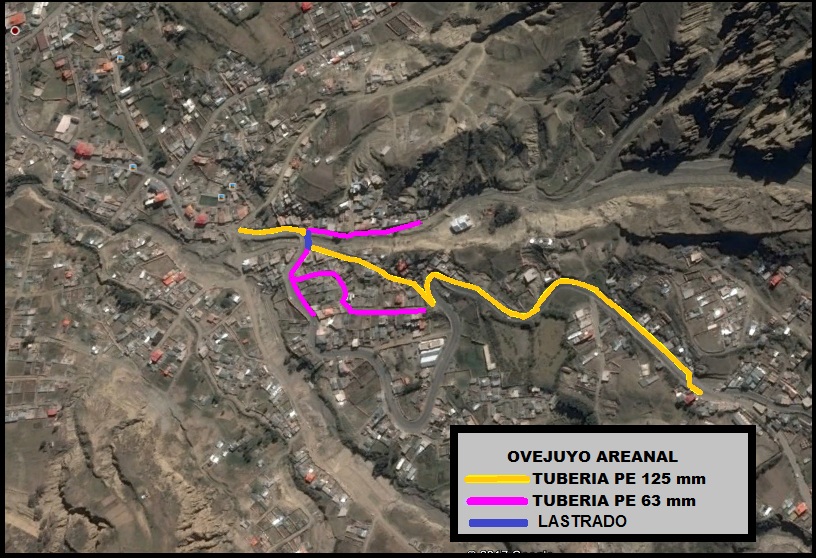 OVEJUYO AREANAL
TUBERIA PE 125 mm
TUBERIA PE 63 mm
LASTRADO